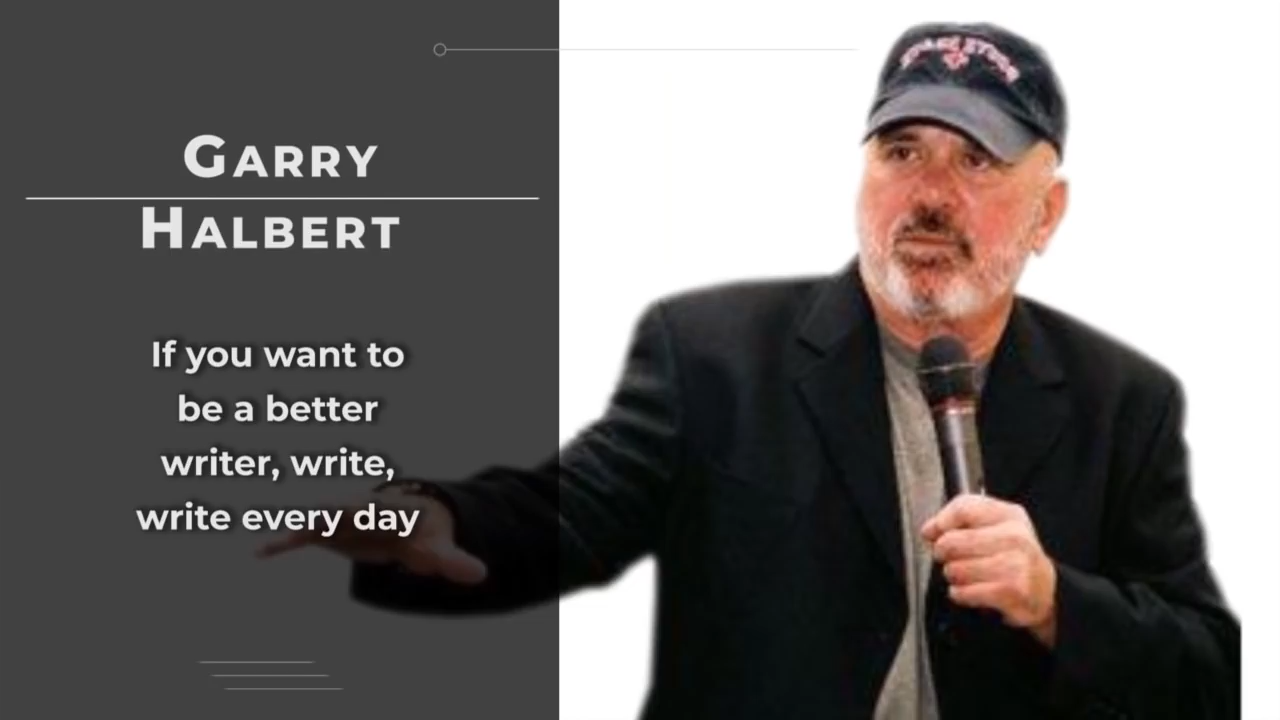 GARRY
HALBERT
If you want to
be a better
writer, write,
write every day